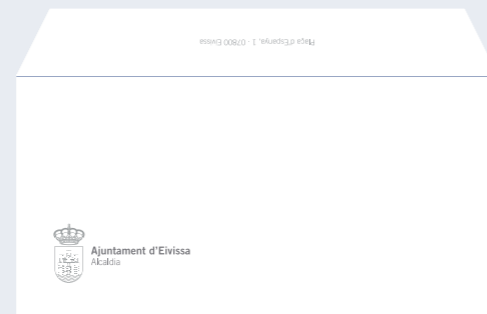 Plaça d'Espanya, 1 · 07800 Eivissa
Ajuntament d'Eivissa
Alcaldia